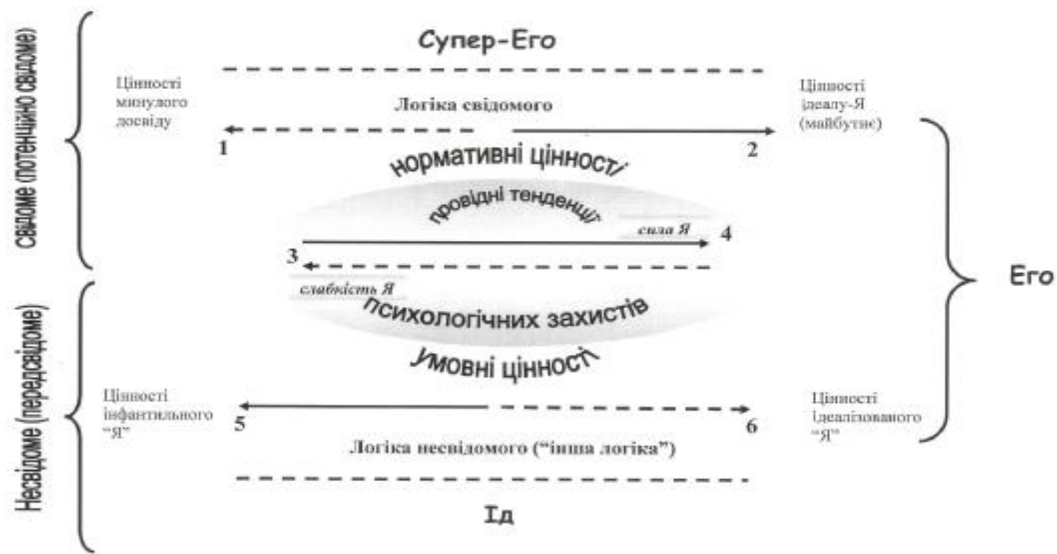 Супер-Его
Свідоме (потенційно свідоме)
Цінності
минулого
досвіду
Логіка свідомого
Цінності
ідеалу-Я
(майбутнє)
1
2
нормативні цінності
провідні тенденції
сила Я
4
3
слабкість Я
Его
психологічних захистів
умовні цінності
Несвідоме (передсвідоме)
Цінності
інфантильного
“Я”
5
6
Цінності
ідеалізованого
“Я”
Логіка несвідомого (“інша логіка”)
Ід